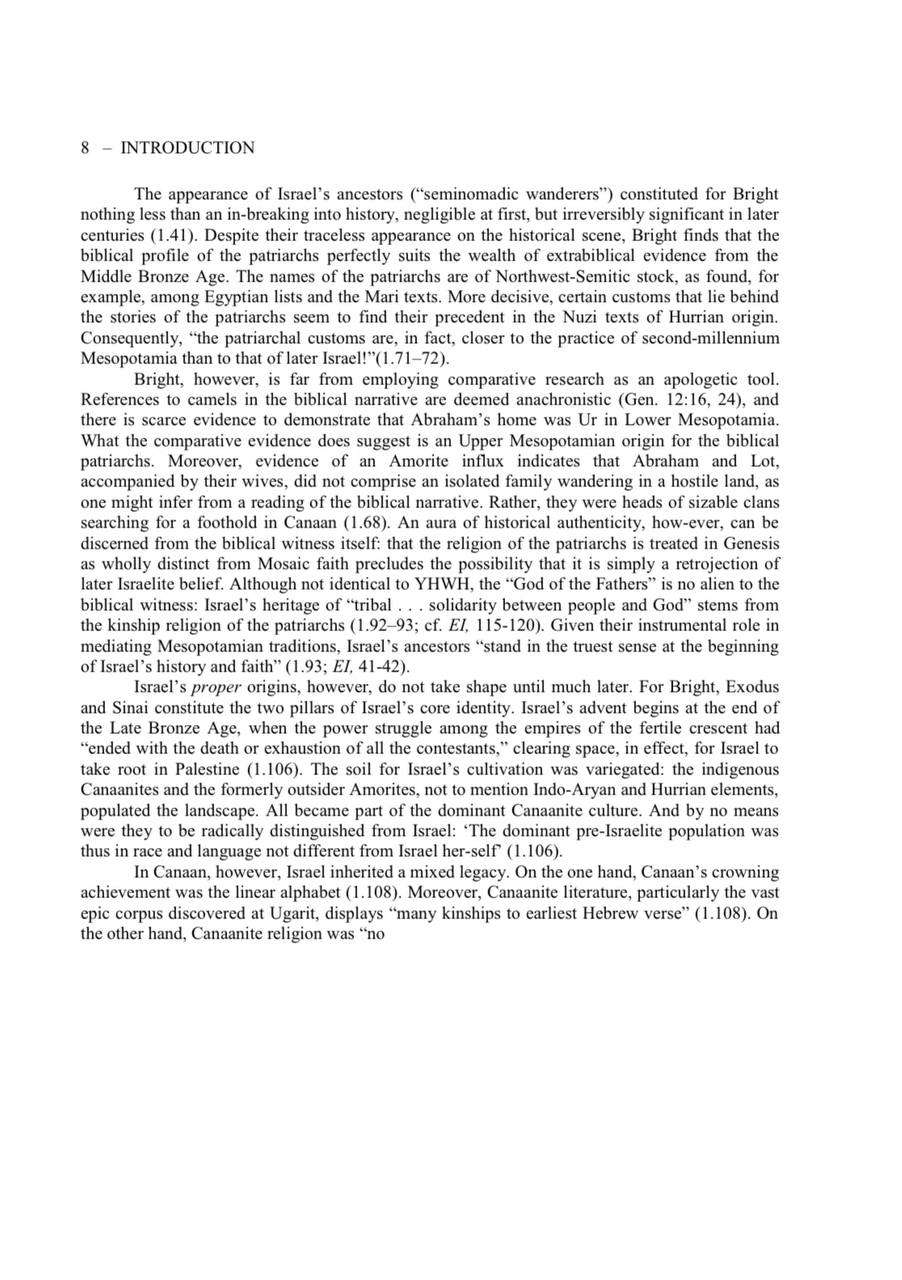 8 – INTRODUCTION
The appearance of Israel’s ancestors (“seminomadic wanderers”) constituted for Bright
nothing less than an in-breaking into history, negligible at first, but irreversibly significant in later
centuries (1.41). Despite their traceless appearance on the historical scene, Bright finds that the
biblical profile of the patriarchs perfectly suits the wealth of extrabiblical evidence from the
Middle Bronze Age. The names of the patriarchs are of Northwest-Semitic stock, as found, for
example, among Egyptian lists and the Mari texts. More decisive, certain customs that lie behind
the stories of the patriarchs seem to find their precedent in the Nuzi texts of Hurrian origin.
Consequently, “the patriarchal customs are, in fact, closer to the practice of second-millennium
Mesopotamia than to that of later Israel!”(1.71–72).
Bright, however, is far from employing comparative research as an apologetic tool.
References to camels in the biblical narrative are deemed anachronistic (Gen. 12:16, 24), and
there is scarce evidence to demonstrate that Abraham’s home was Ur in Lower Mesopotamia.
What the comparative evidence does suggest is an Upper Mesopotamian origin for the biblical
patriarchs. Moreover, evidence of an Amorite influx indicates that Abraham and Lot,
accompanied by their wives, did not comprise an isolated family wandering in a hostile land, as
one might infer from a reading of the biblical narrative. Rather, they were heads of sizable clans
searching for a foothold in Canaan (1.68). An aura of historical authenticity, how-ever, can be
discerned from the biblical witness itself: that the religion of the patriarchs is treated in Genesis
as wholly distinct from Mosaic faith precludes the possibility that it is simply a retrojection of
later Israelite belief. Although not identical to YHWH, the “God of the Fathers” is no alien to the
biblical witness: Israel’s heritage of “tribal . . . solidarity between people and God” stems from
the kinship religion of the patriarchs (1.92–93; cf. EI, 115-120). Given their instrumental role in
mediating Mesopotamian traditions, Israel’s ancestors “stand in the truest sense at the beginning
of Israel’s history and faith” (1.93; EI, 41-42).
Israel’s proper origins, however, do not take shape until much later. For Bright, Exodus
and Sinai constitute the two pillars of Israel’s core identity. Israel’s advent begins at the end of
the Late Bronze Age, when the power struggle among the empires of the fertile crescent had
“ended with the death or exhaustion of all the contestants,” clearing space, in effect, for Israel to
take root in Palestine (1.106). The soil for Israel’s cultivation was variegated: the indigenous
Canaanites and the formerly outsider Amorites, not to mention Indo-Aryan and Hurrian elements,
populated the landscape. All became part of the dominant Canaanite culture. And by no means
were they to be radically distinguished from Israel: ‘The dominant pre-Israelite population was
thus in race and language not different from Israel her-self’ (1.106).
In Canaan, however, Israel inherited a mixed legacy. On the one hand, Canaan’s crowning
achievement was the linear alphabet (1.108). Moreover, Canaanite literature, particularly the vast
epic corpus discovered at Ugarit, displays “many kinships to earliest Hebrew verse” (1.108). On
the other hand, Canaanite religion was “no